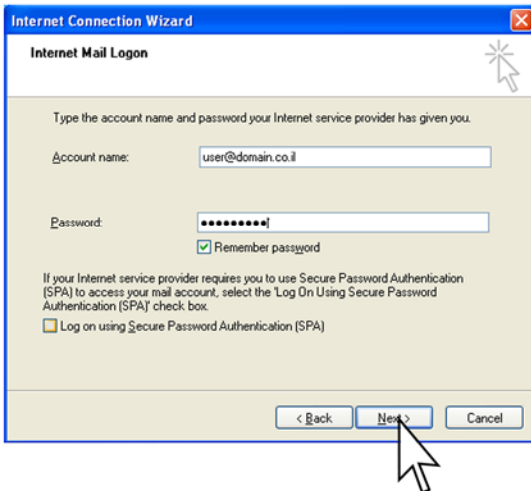 Internet Connection Wizard
Internet Mail Logon
Type the account name and password your Internet service provider has given you.
Account name:
user@domain.co.il
Password:
●●●●●●●●●
Remember password
If your Internet service provider requires you to use Secure Password Authentication
(SPA) to access your mail account, select the 'Log On Using Secure Password
Authentication (SPA)' check box.
Log on using Secure Password Authentication (SPA)
< Back
Next >
Cancel